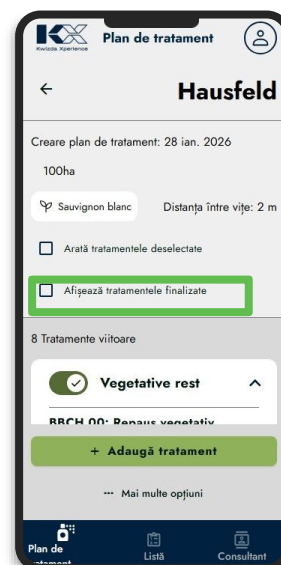 KX
Kwizda Xperience
Plan de tratament
←
Hausfeld
Creare plan de tratament: 28 ian. 2026
100ha
Sauvignon blanc
Distanța între vițe: 2 m
Arată tratamentele deselectate
Afișează tratamentele finalizate
8 Tratamente viitoare
Vegetative rest
BBCH 00: Repaus vegetativ
+ Adaugă tratament
··· Mai multe opțiuni
Plan de
tratament
Listă
Consultant